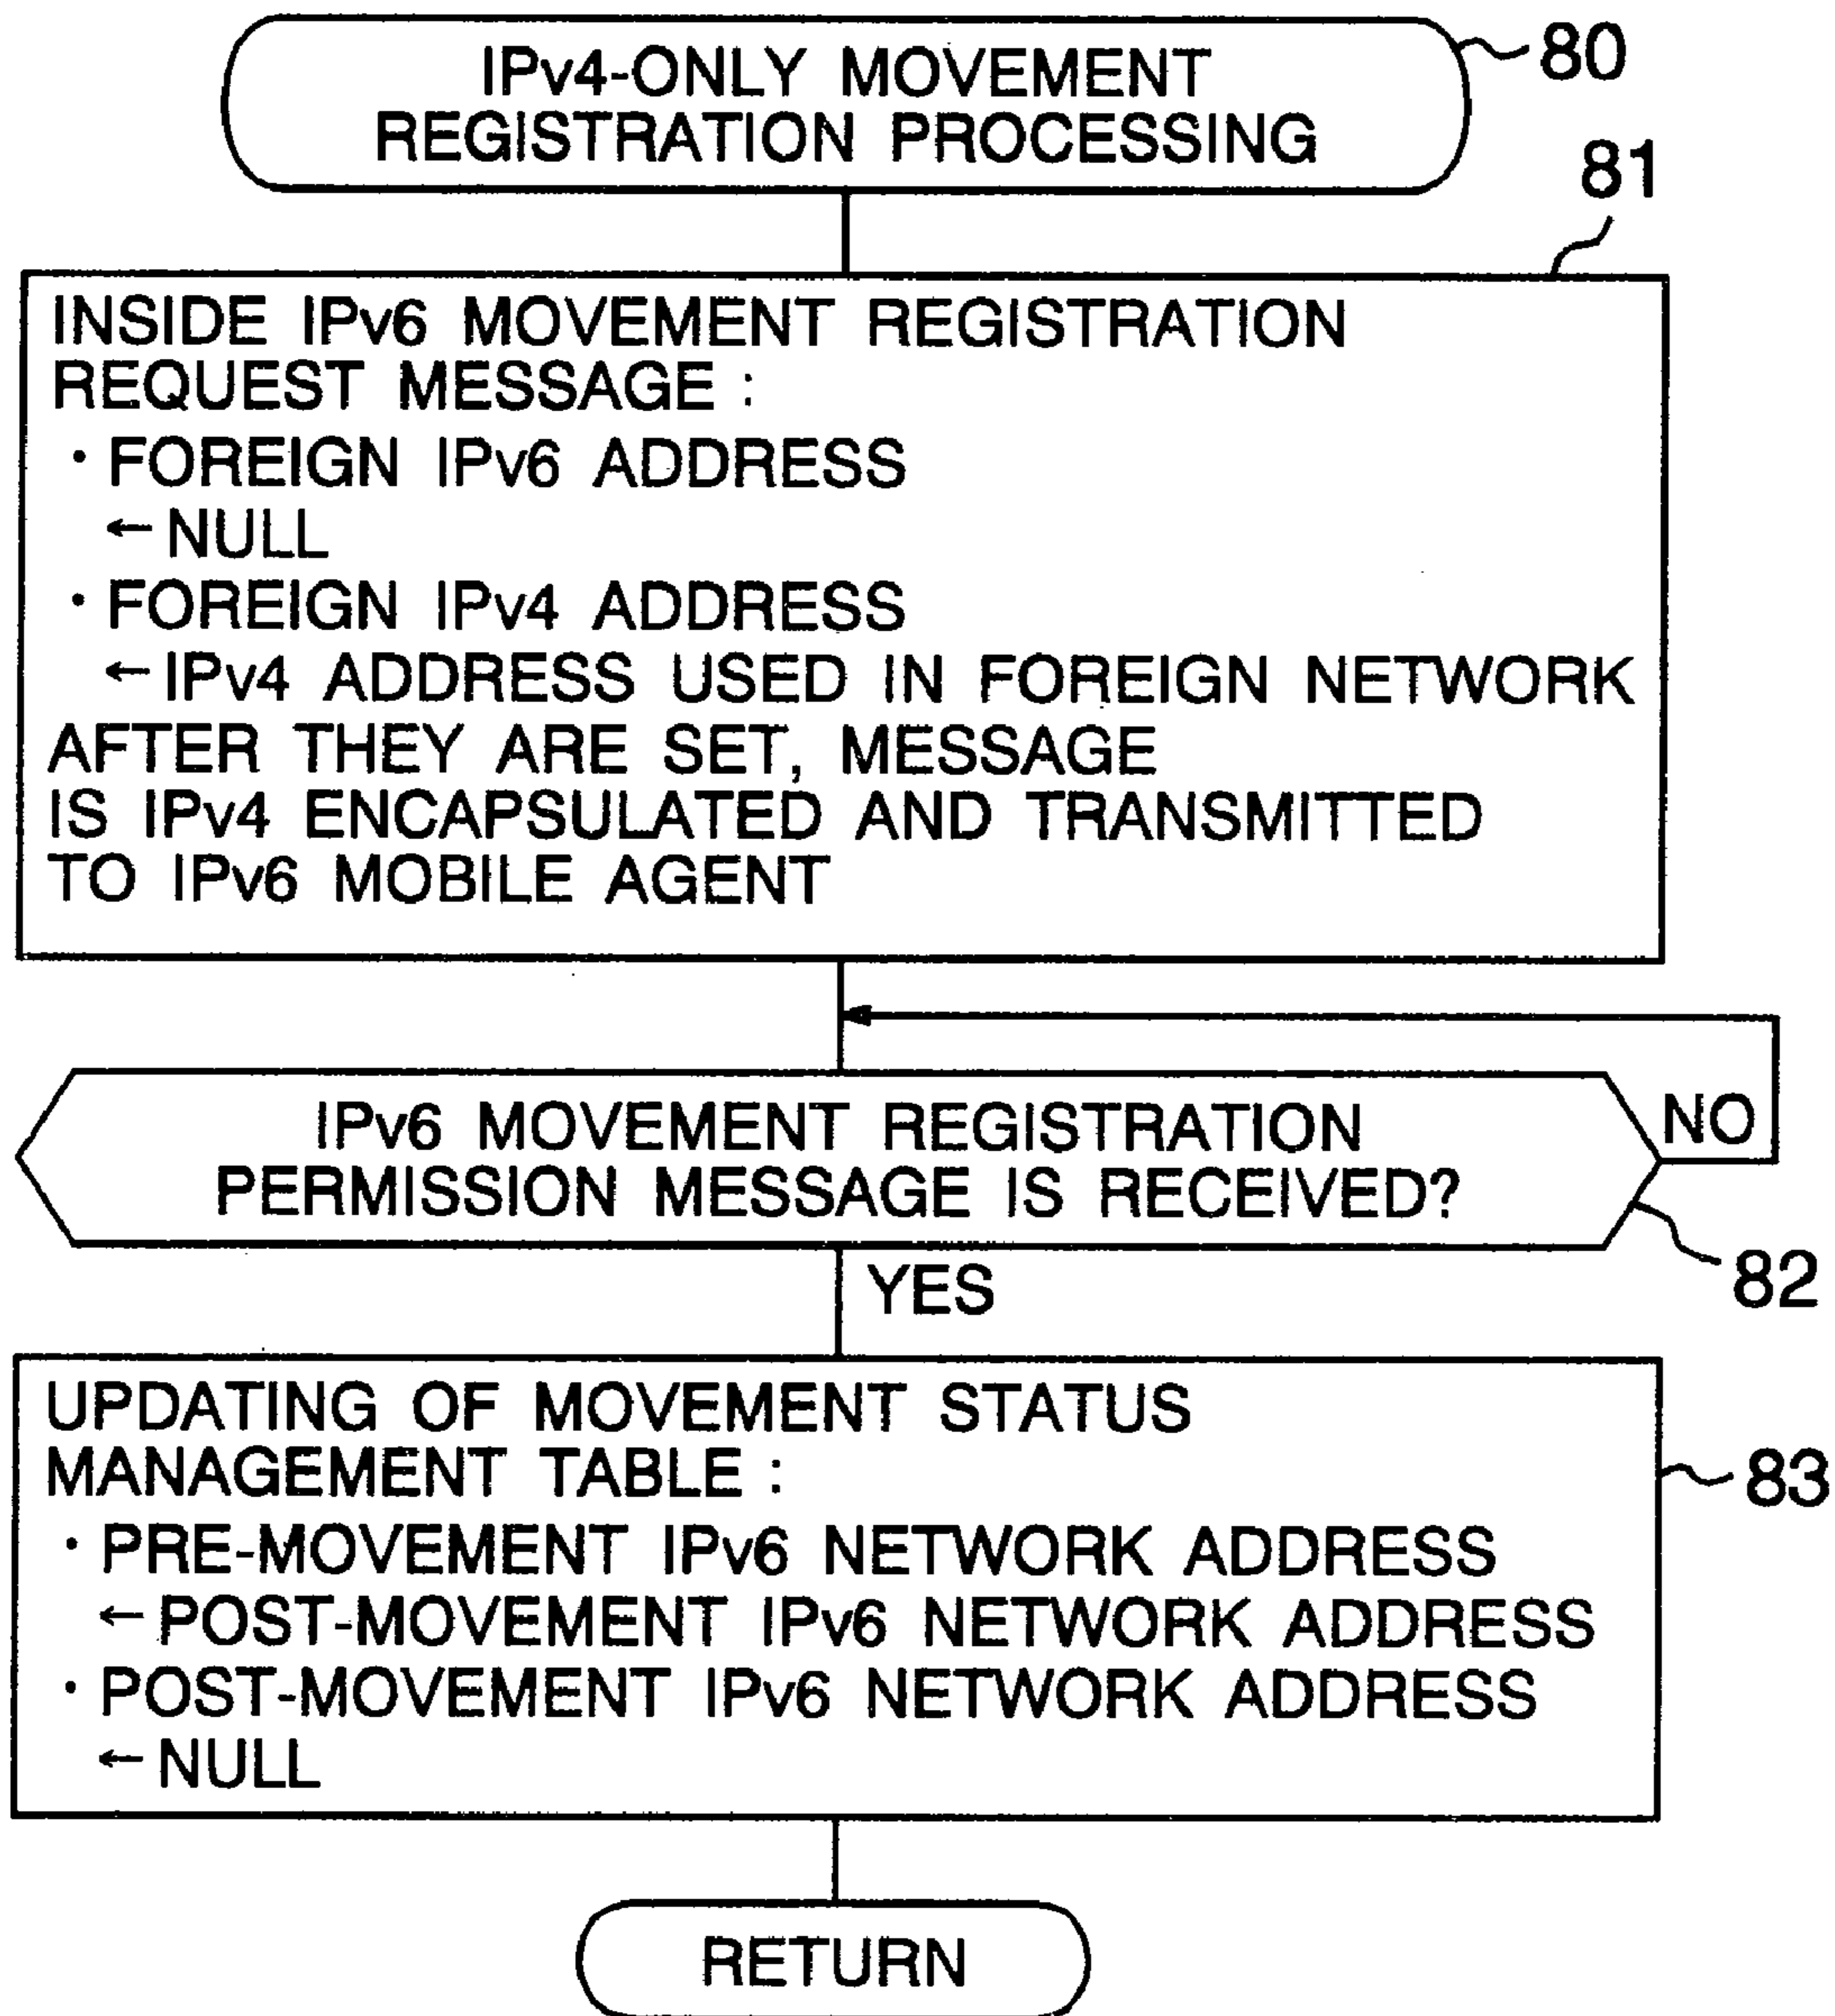 IPv4-ONLY MOVEMENT
REGISTRATION PROCESSING
80
81
INSIDE IPv6 MOVEMENT REGISTRATION
REQUEST MESSAGE :
・FOREIGN IPv6 ADDRESS
←NULL
・FOREIGN IPv4 ADDRESS
←IPv4 ADDRESS USED IN FOREIGN NETWORK
AFTER THEY ARE SET, MESSAGE
IS IPv4 ENCAPSULATED AND TRANSMITTED
TO IPv6 MOBILE AGENT
IPv6 MOVEMENT REGISTRATION
PERMISSION MESSAGE IS RECEIVED?
NO
82
YES
UPDATING OF MOVEMENT STATUS
MANAGEMENT TABLE :
・PRE-MOVEMENT IPv6 NETWORK ADDRESS
←POST-MOVEMENT IPv6 NETWORK ADDRESS
・POST-MOVEMENT IPv6 NETWORK ADDRESS
←NULL
83
RETURN